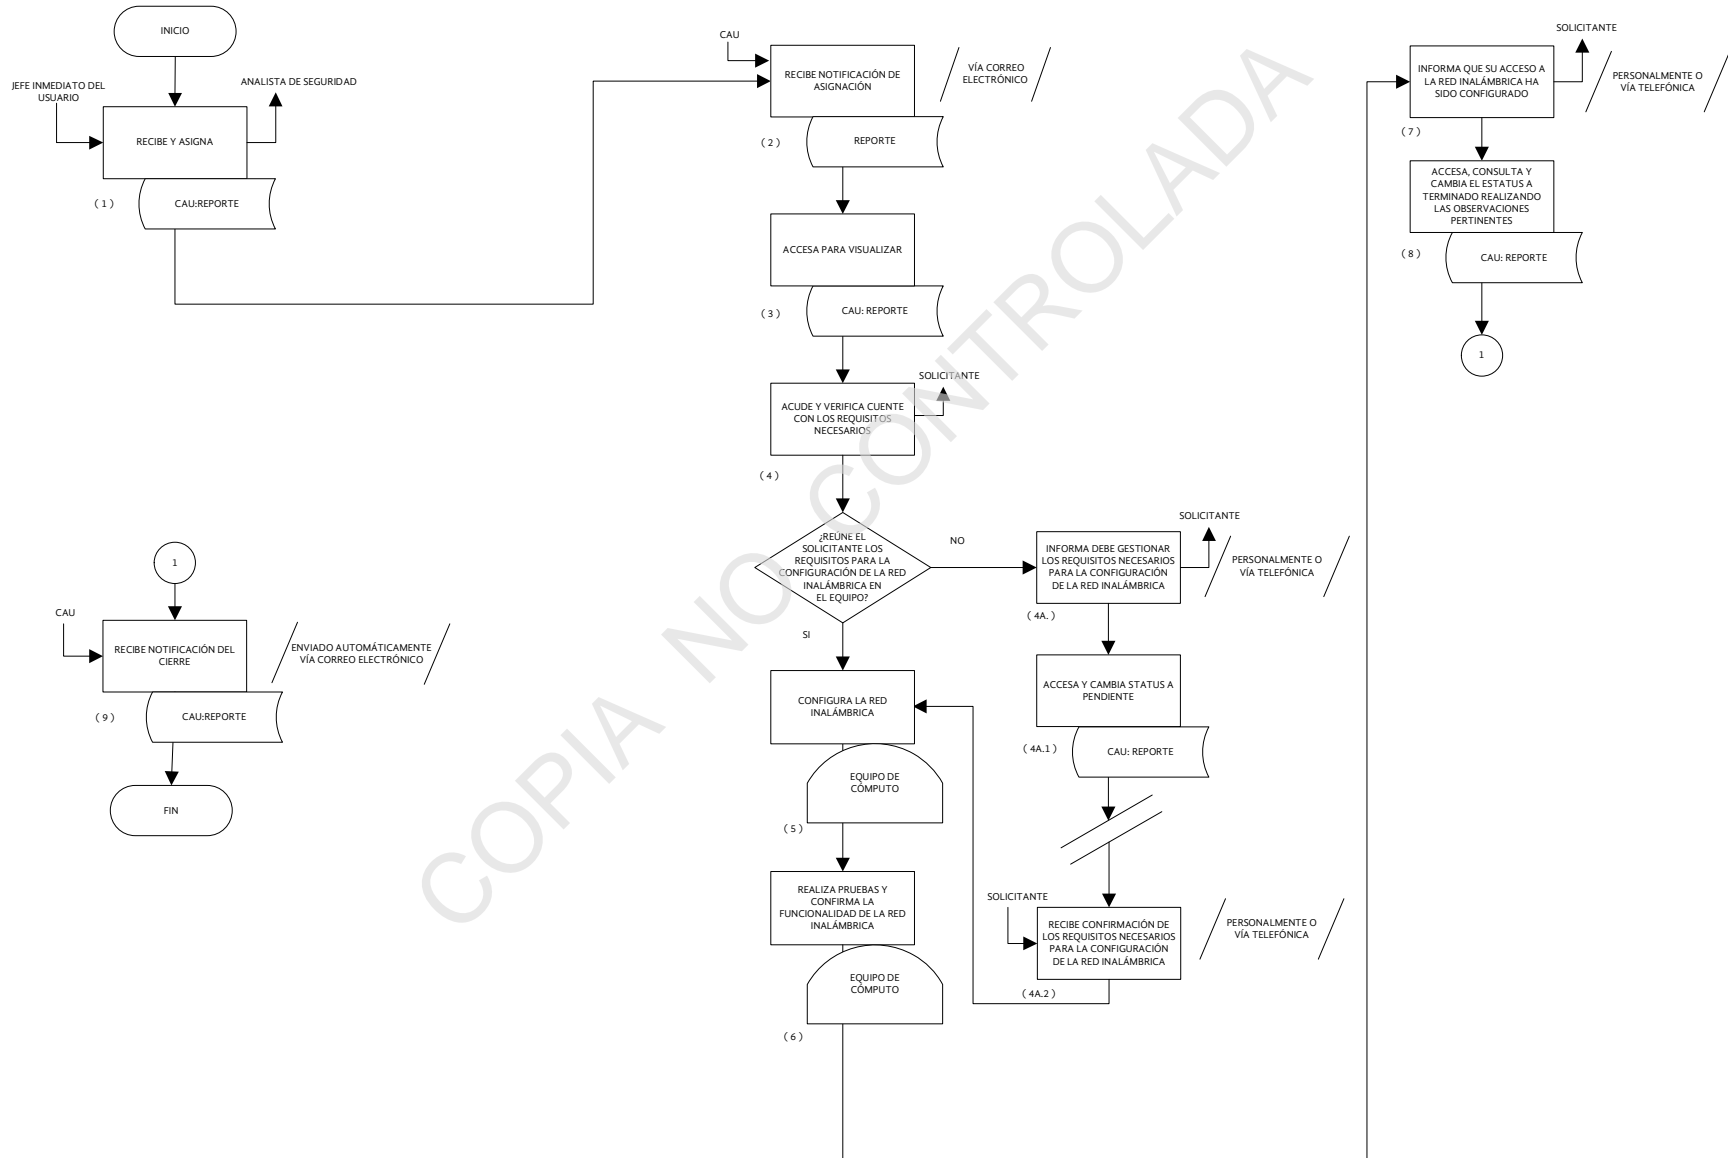 INICIO
JEFE INMEDIATO DEL
USUARIO
ANALISTA DE SEGURIDAD
RECIBE Y ASIGNA
( 1 )
CAU:REPORTE
CAU
RECIBE NOTIFICACIÓN DE
ASIGNACIÓN
VÍA CORREO
ELECTRÓNICO
( 2 )
REPORTE
ACCESA PARA VISUALIZAR
( 3 )
CAU: REPORTE
SOLICITANTE
ACUDE Y VERIFICA CUENTE
CON LOS REQUISITOS
NECESARIOS
( 4 )
¿REÚNE EL
SOLICITANTE LOS
REQUISITOS PARA LA
CONFIGURACIÓN DE LA RED
INALÁMBRICA EN
EL EQUIPO?
NO
SI
SOLICITANTE
INFORMA DEBE GESTIONAR
LOS REQUISITOS NECESARIOS
PARA LA CONFIGURACIÓN
DE LA RED INALÁMBRICA
PERSONALMENTE O
VÍA TELEFÓNICA
( 4A. )
ACCESA Y CAMBIA STATUS A
PENDIENTE
( 4A.1 )
CAU: REPORTE
SOLICITANTE
RECIBE CONFIRMACIÓN DE
LOS REQUISITOS NECESARIOS
PARA LA CONFIGURACIÓN
DE LA RED INALÁMBRICA
PERSONALMENTE O
VÍA TELEFÓNICA
( 4A.2 )
CONFIGURA LA RED
INALÁMBRICA
EQUIPO DE
CÓMPUTO
( 5 )
REALIZA PRUEBAS Y
CONFIRMA LA
FUNCIONALIDAD DE LA RED
INALÁMBRICA
EQUIPO DE
CÓMPUTO
( 6 )
SOLICITANTE
INFORMA QUE SU ACCESO A
LA RED INALÁMBRICA HA
SIDO CONFIGURADO
PERSONALMENTE O
VÍA TELEFÓNICA
( 7 )
ACCESA, CONSULTA Y
CAMBIA EL ESTATUS A
TERMINADO REALIZANDO
LAS OBSERVACIONES
PERTINENTES
( 8 )
CAU: REPORTE
1
1
CAU
RECIBE NOTIFICACIÓN DEL
CIERRE
ENVIADO AUTOMÁTICAMENTE
VÍA CORREO ELECTRÓNICO
( 9 )
CAU:REPORTE
FIN
COPIA NO CONTROLADA